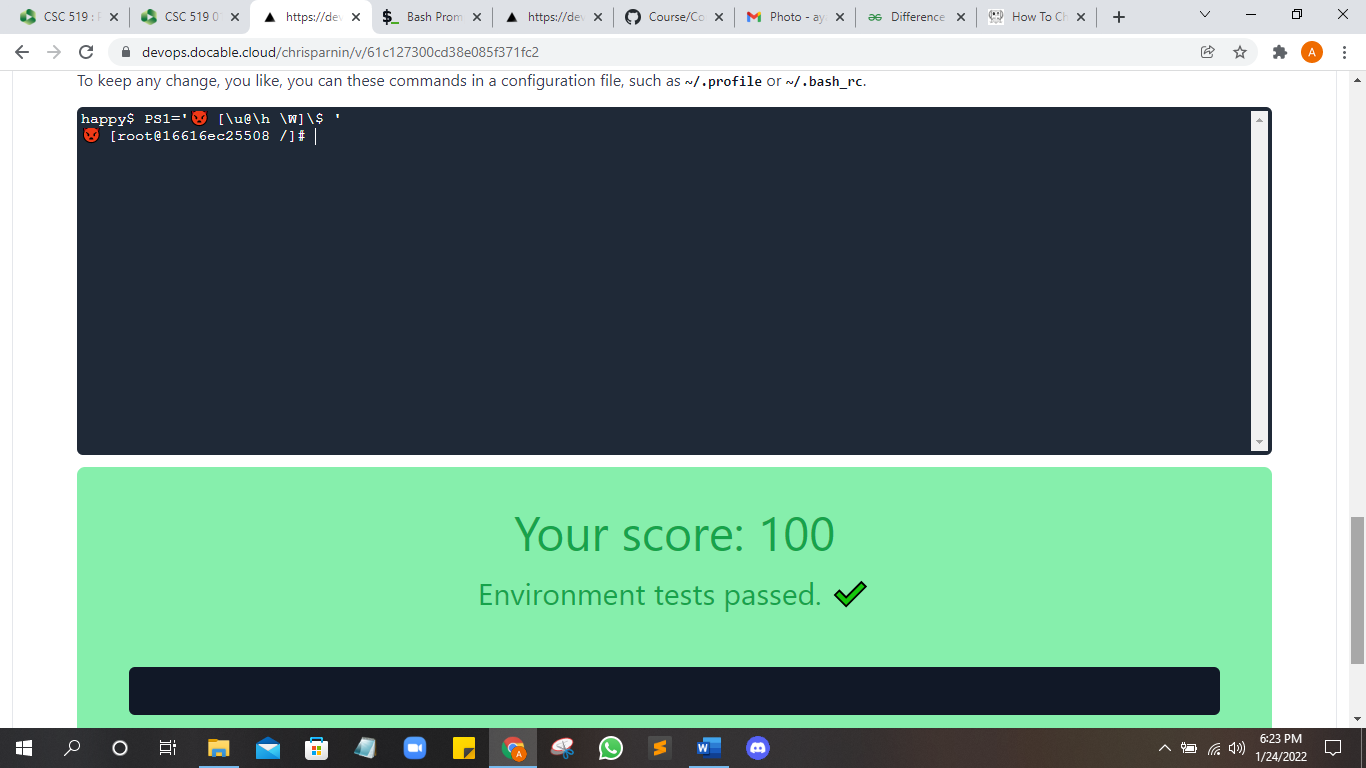 CSC 519 : F
CSC 519 0
https://dev
Bash Prom
https://dev
Course/Co
Photo - aya
Difference
How To Ch
devops.docable.cloud/chrisparnin/v/61c127300cd38e085f371fc2
A
To keep any change, you like, you can these commands in a configuration file, such as ~/.profile or ~/.bash_rc.
happy$ PS1='👿 [\u@\h \W]\$ '
👿 [root@16616ec25508 /]#
Your score: 100
Environment tests passed. ✔
6:23 PM
1/24/2022